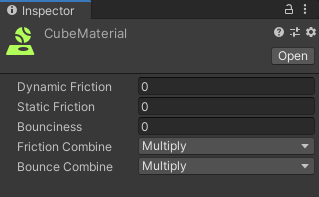 Inspector
CubeMaterial
Open
Dynamic Friction 0
Static Friction 0
Bounciness 0
Friction Combine Multiply
Bounce Combine Multiply